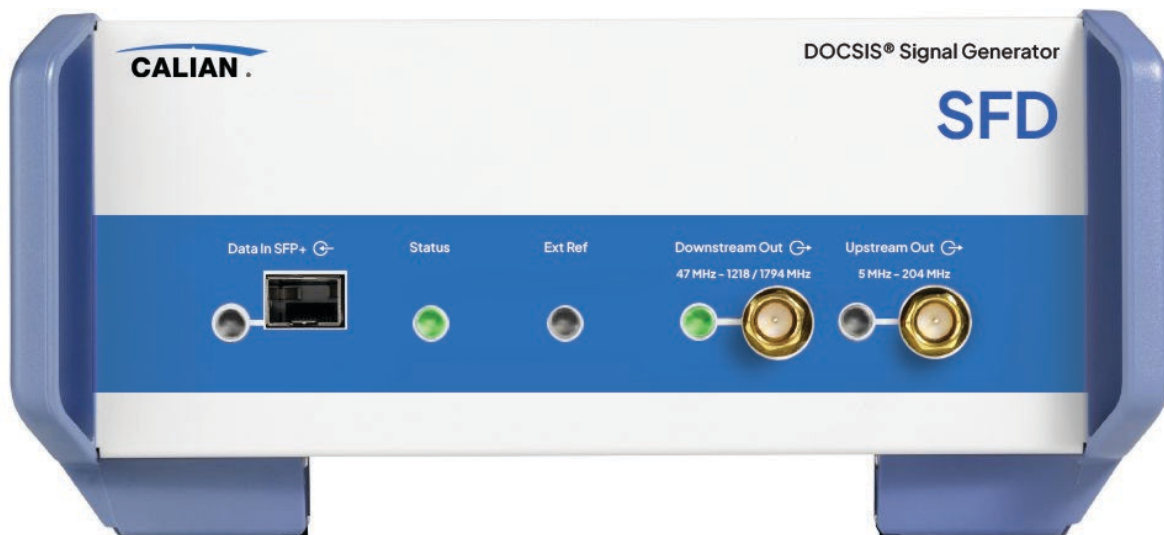 CALIAN
DOCSIS® Signal Generator
SFD
Data In SFP+
Status
Ext Ref
Downstream Out
47 MHz – 1218 / 1794 MHz
Upstream Out
5 MHz – 204 MHz